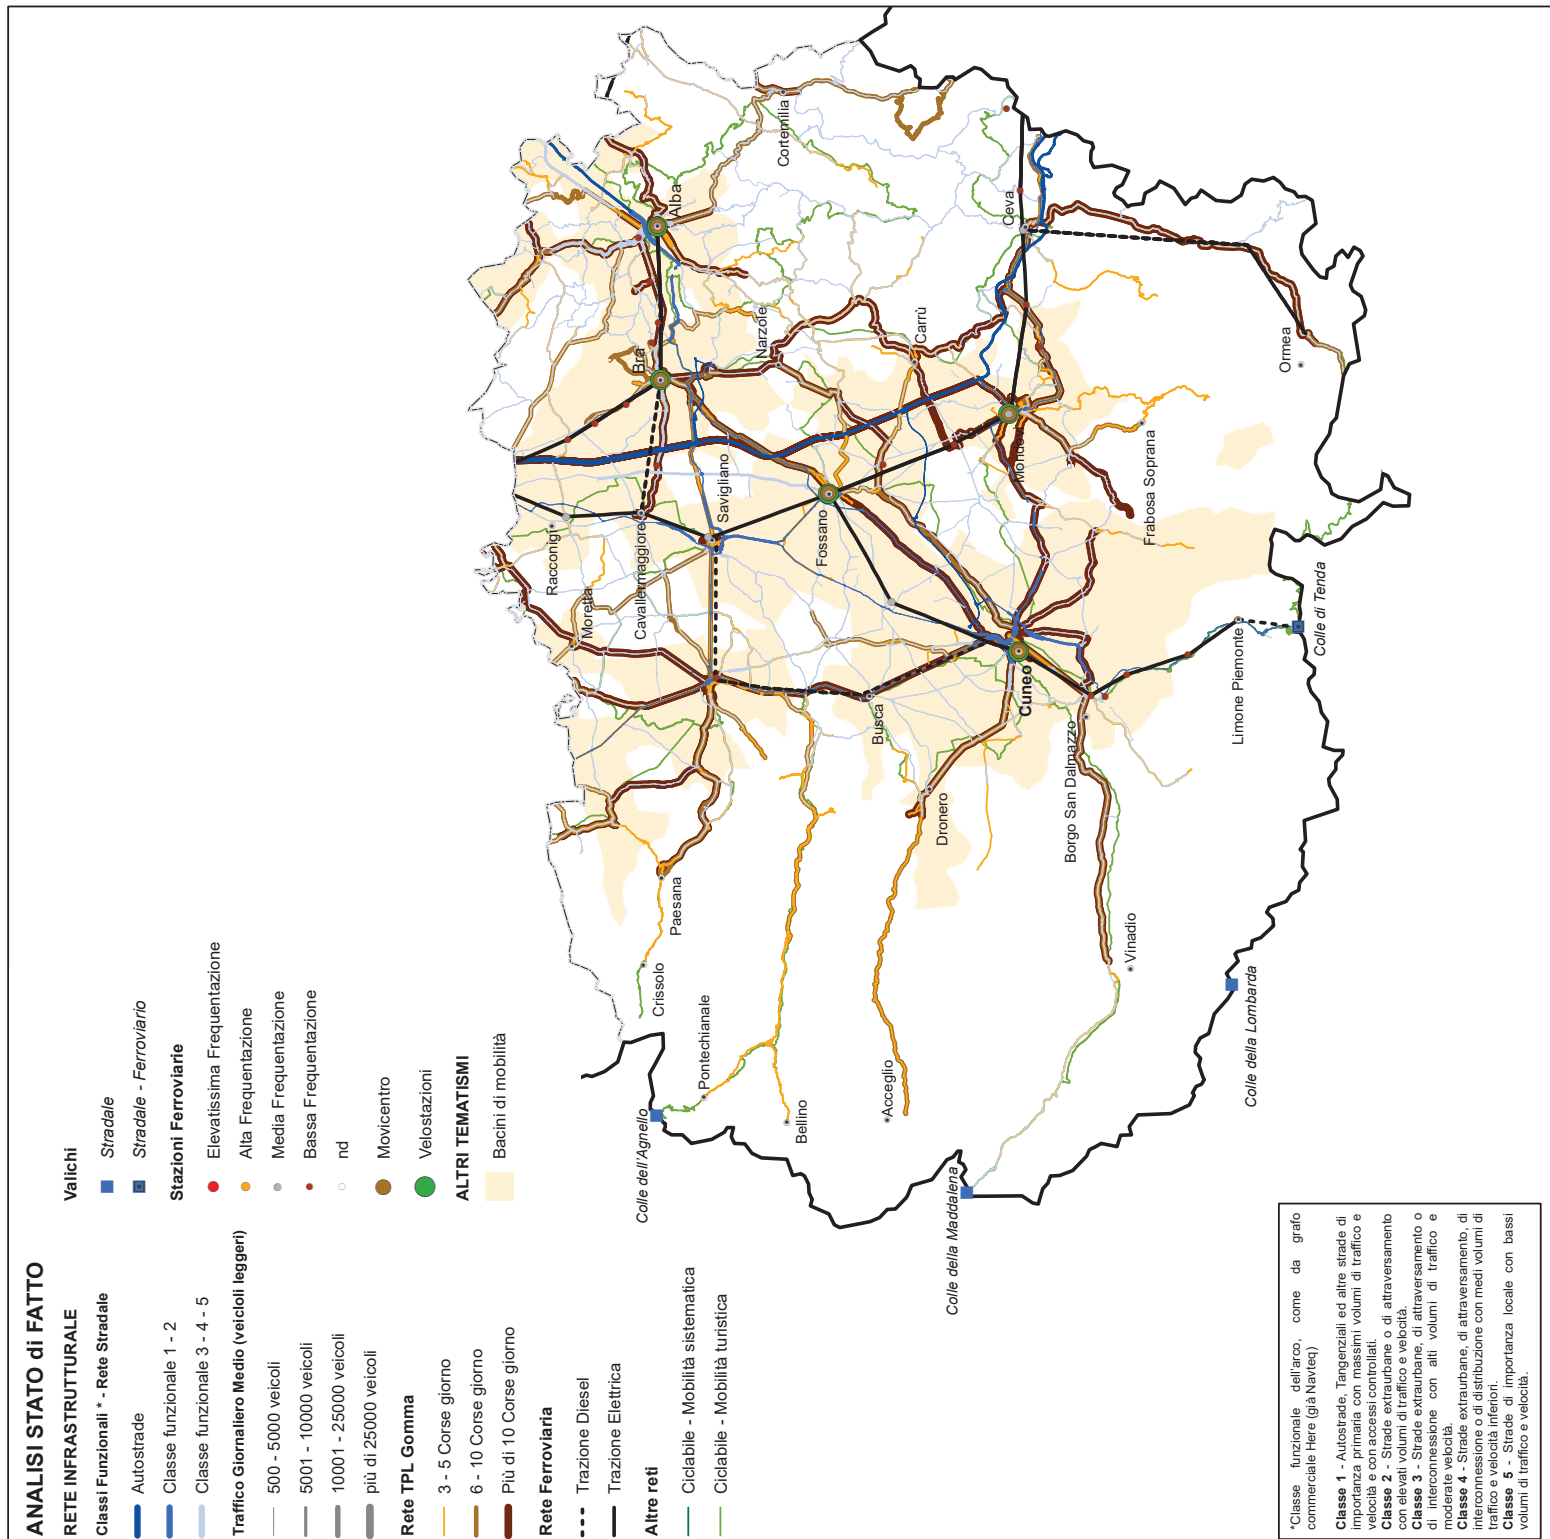 ANALISI STATO di FATTO
RETE INFRASTRUTTURALE
Classi Funzionali * - Rete Stradale
Autostrade
Classe funzionale 1 - 2
Classe funzionale 3 - 4 - 5
Traffico Giornaliero Medio (veicioli leggeri)
500 - 5000 veicoli
5001 - 10000 veicoli
10001 - 25000 veicoli
più di 25000 veicoli
Rete TPL Gomma
3 - 5 Corse giorno
6 - 10 Corse giorno
Più di 10 Corse giorno
Rete Ferroviaria
Trazione Diesel
Trazione Elettrica
Altre reti
Ciclabile - Mobilità sistematica
Ciclabile - Mobilità turistica
Valichi
Stradale
Stradale - Ferroviario
Stazioni Ferroviarie
Elevatissima Frequentazione
Alta Frequentazione
Media Frequentazione
Bassa Frequentazione
nd
Movicentro
Velostazioni
ALTRI TEMATISMI
Bacini di mobilità
Colle dell'Agnello
Pontechianale
Bellino
Acceglio
Colle della Maddalena
Crissolo
Paesana
Vinadio
Colle della Lombarda
Dronero
Busca
Borgo San Dalmazzo
Cuneo
Limone Piemonte
Colle di Tenda
Moretta
Racconigi
Cavallermaggiore
Savigliano
Fossano
Mondovì
Frabosa Soprana
Bra
Narzole
Carrù
Ormea
Alba
Ceva
Cortemilia
*Classe funzionale dell'arco, come da grafo
commerciale Here (già Navteq)
Classe 1 - Autostrade, Tangenziali ed altre strade di
importanza primaria con massimi volumi di traffico e
velocità e con accessi controllati.
Classe 2 - Strade extraurbane o di attraversamento
con elevati volumi di traffico e velocità.
Classe 3 - Strade extraurbane, di attraversamento o
di interconnessione con alti volumi di traffico e
moderate velocità.
Classe 4 - Strade extraurbane, di attraversamento, di
interconnessione o di distribuzione con medi volumi di
traffico e velocità inferiori.
Classe 5 - Strade di importanza locale con bassi
volumi di traffico e velocità.